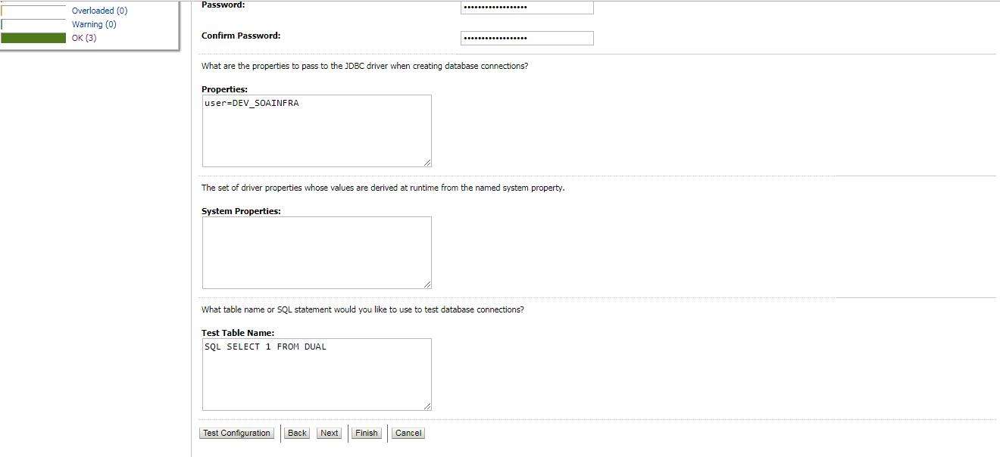 Overloaded (0)
Warning (0)
OK (3)
Password:
••••••••••••••••••
Confirm Password:
••••••••••••••••••
What are the properties to pass to the JDBC driver when creating database connections?
Properties:
user=DEV_SOAINFRA
The set of driver properties whose values are derived at runtime from the named system property.
System Properties:
What table name or SQL statement would you like to use to test database connections?
Test Table Name:
SQL SELECT 1 FROM DUAL
Test Configuration Back Next Finish Cancel